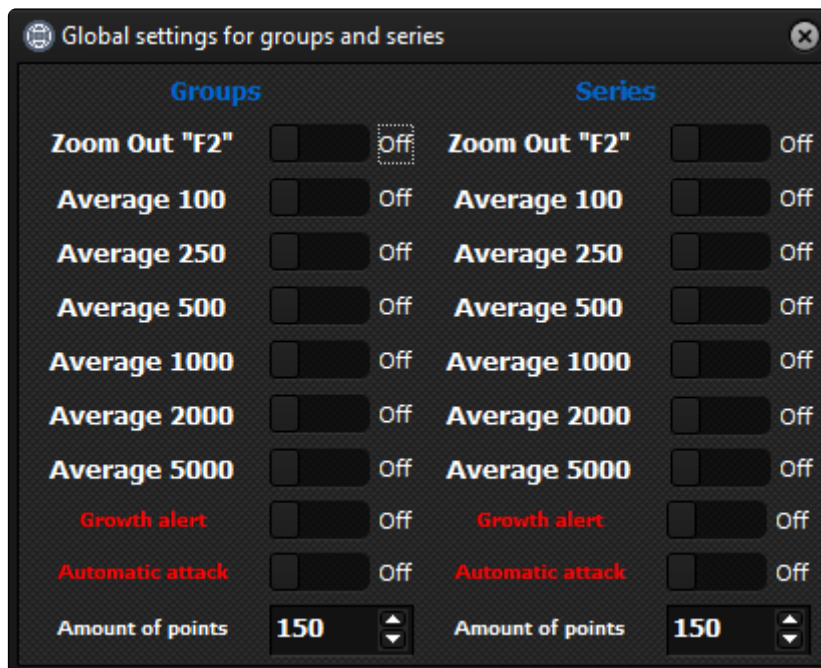 Global settings for groups and series
Groups Series
Zoom Out "F2" Off Zoom Out "F2" Off
Average 100 Off Average 100 Off
Average 250 Off Average 250 Off
Average 500 Off Average 500 Off
Average 1000 Off Average 1000 Off
Average 2000 Off Average 2000 Off
Average 5000 Off Average 5000 Off
Growth alert Off Growth alert Off
Automatic attack Off Automatic attack Off
Amount of points 150 Amount of points 150